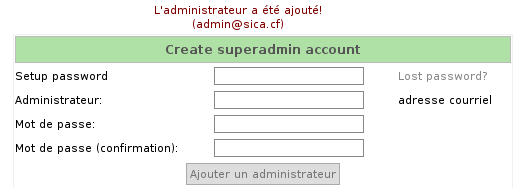 L'administrateur a été ajouté!
(admin@sica.cf)
Create superadmin account
Setup password Lost password?
Administrateur: adresse courriel
Mot de passe:
Mot de passe (confirmation):
Ajouter un administrateur